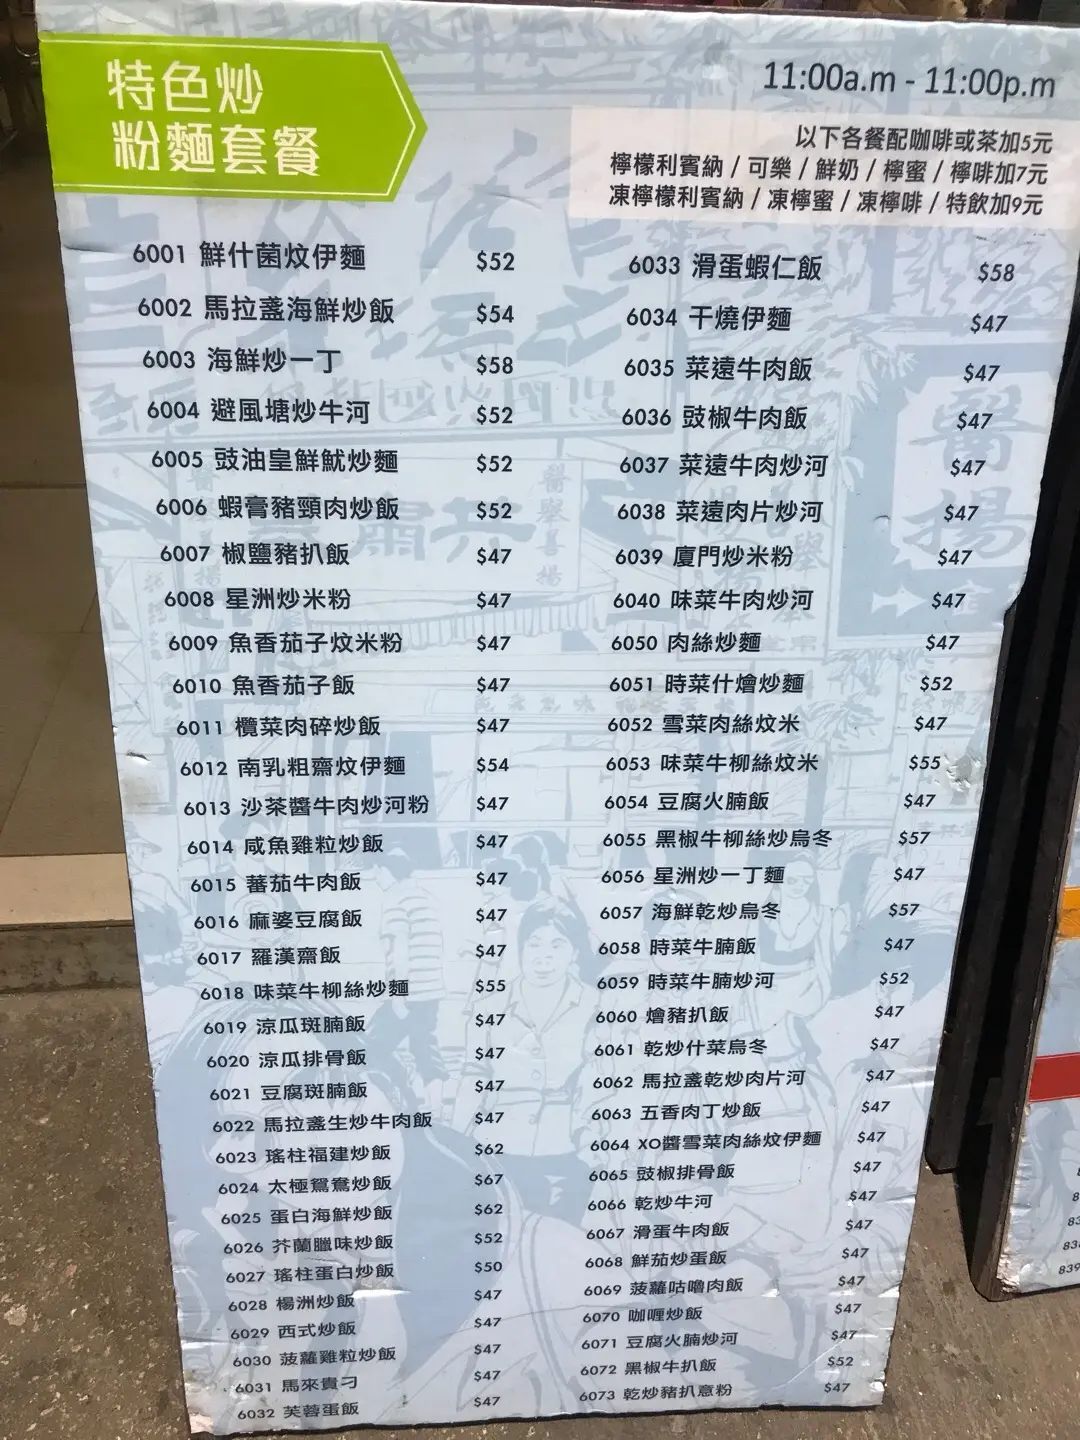 特色炒
粉麵套餐
11:00a.m - 11:00p.m
以下各餐配咖啡或茶加5元
檸檬利賓納 / 可樂 / 鮮奶 / 檸蜜 / 檸啡加7元
凍檸檬利賓納 / 凍檸蜜 / 凍檸啡 / 特飲加9元
6001 鮮什菌炆伊麵 $52
6002 馬拉盞海鮮炒飯 $54
6003 海鮮炒一丁 $58
6004 避風塘炒牛河 $52
6005 豉油皇鮮魷炒麵 $52
6006 蝦膏豬頸肉炒飯 $52
6007 椒鹽豬扒飯 $47
6008 星洲炒米粉 $47
6009 魚香茄子炆米粉 $47
6010 魚香茄子飯 $47
6011 欖菜肉碎炒飯 $47
6012 南乳粗齋炆伊麵 $54
6013 沙茶醬牛肉炒河粉 $47
6014 咸魚雞粒炒飯 $47
6015 蕃茄牛肉飯 $47
6016 麻婆豆腐飯 $47
6017 羅漢齋飯 $47
6018 味菜牛柳絲炒麵 $55
6019 涼瓜斑腩飯 $47
6020 涼瓜排骨飯 $47
6021 豆腐斑腩飯 $47
6022 馬拉盞生炒牛肉飯 $47
6023 瑤柱福建炒飯 $62
6024 太極鴛鴦炒飯 $67
6025 蛋白海鮮炒飯 $62
6026 芥蘭臘味炒飯 $52
6027 瑤柱蛋白炒飯 $50
6028 楊洲炒飯 $47
6029 西式炒飯 $47
6030 菠蘿雞粒炒飯 $47
6031 馬來貴刁 $47
6032 芙蓉蛋飯 $47
6033 滑蛋蝦仁飯 $58
6034 干燒伊麵 $47
6035 菜遠牛肉飯 $47
6036 豉椒牛肉飯 $47
6037 菜遠牛肉炒河 $47
6038 菜遠肉片炒河 $47
6039 廈門炒米粉 $47
6040 味菜牛肉炒河 $47
6050 肉絲炒麵 $47
6051 時菜什燴炒麵 $52
6052 雪菜肉絲炆米 $47
6053 味菜牛柳絲炆米 $55
6054 豆腐火腩飯 $47
6055 黑椒牛柳絲炒烏冬 $57
6056 星洲炒一丁麵 $47
6057 海鮮乾炒烏冬 $57
6058 時菜牛腩飯 $47
6059 時菜牛腩炒河 $52
6060 燴豬扒飯 $47
6061 乾炒什菜烏冬 $47
6062 馬拉盞乾炒肉片河 $47
6063 五香肉丁炒飯 $47
6064 XO醬雪菜肉絲炆伊麵 $47
6065 豉椒排骨飯 $47
6066 乾炒牛河 $47
6067 滑蛋牛肉飯 $47
6068 鮮茄炒蛋飯 $47
6069 菠蘿咕嚕肉飯 $47
6070 咖喱炒飯 $47
6071 豆腐火腩炒河 $47
6072 黑椒牛扒飯 $52
6073 乾炒豬扒意粉 $47